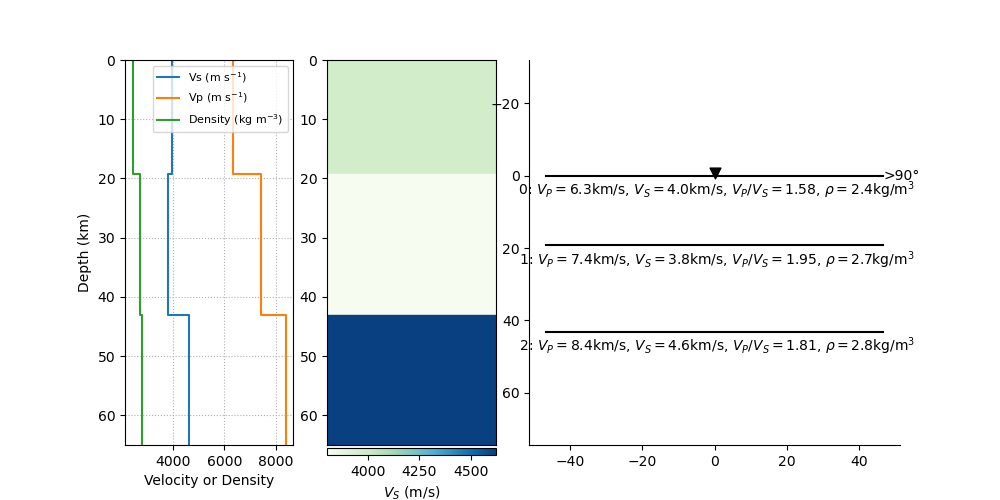 0
10
20
30
40
50
60
Depth (km)
Vs (m s⁻¹)
Vp (m s⁻¹)
Density (kg m⁻³)
4000 6000 8000
Velocity or Density
0
10
20
30
40
50
60
4000 4250 4500
V_S (m/s)
−20
0
20
40
60
>90°
0: V_P = 6.3km/s, V_S = 4.0km/s, V_P/V_S = 1.58, ρ = 2.4kg/m³
1: V_P = 7.4km/s, V_S = 3.8km/s, V_P/V_S = 1.95, ρ = 2.7kg/m³
2: V_P = 8.4km/s, V_S = 4.6km/s, V_P/V_S = 1.81, ρ = 2.8kg/m³
−40 −20 0 20 40